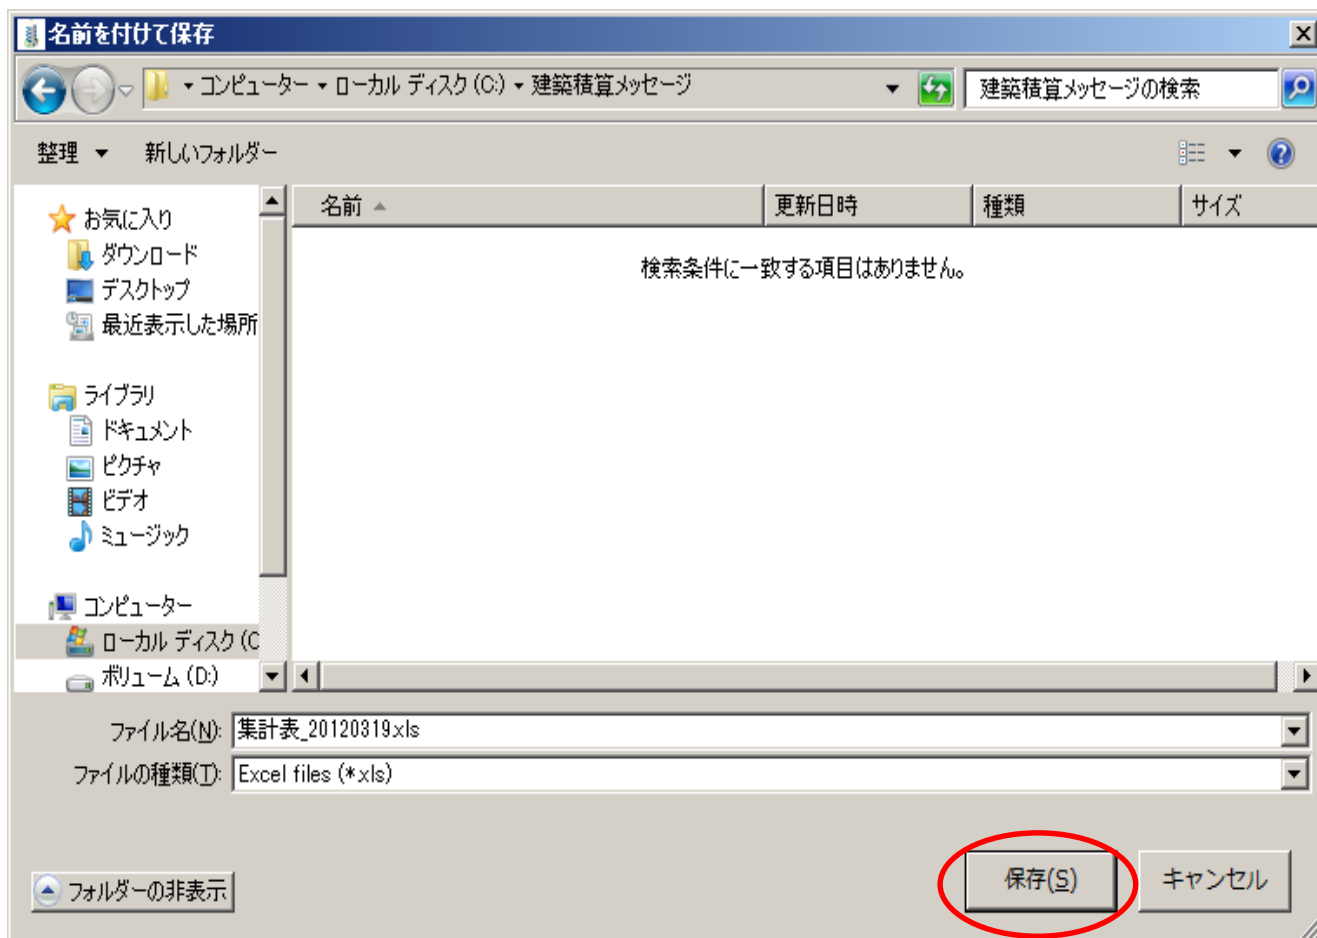 名前を付けて保存
コンピューター ▾ ローカル ディスク (C:) ▾ 建築積算メッセージ
建築積算メッセージの検索
整理 ▼ 新しいフォルダー
名前 更新日時 種類 サイズ
検索条件に一致する項目はありません。
お気に入り
ダウンロード
デスクトップ
最近表示した場所
ライブラリ
ドキュメント
ピクチャ
ビデオ
ミュージック
コンピューター
ローカル ディスク (C
ボリューム (D:)
ファイル名(N): 集計表_20120319.xls
ファイルの種類(T): Excel files (*.xls)
フォルダーの非表示 保存(S) キャンセル